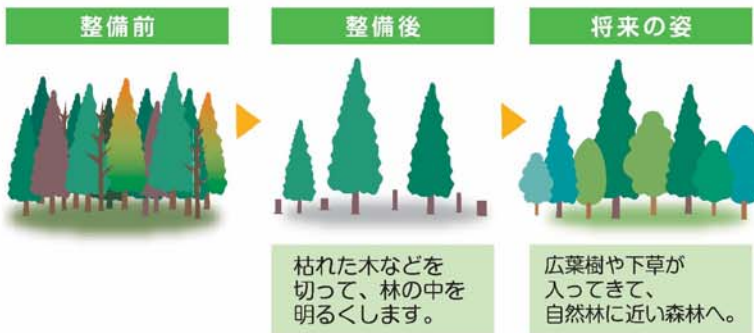 整備前
整備後
将来の姿
枯れた木などを
切って、林の中を
明るくします。
広葉樹や下草が
入ってきて、
自然林に近い森林へ。